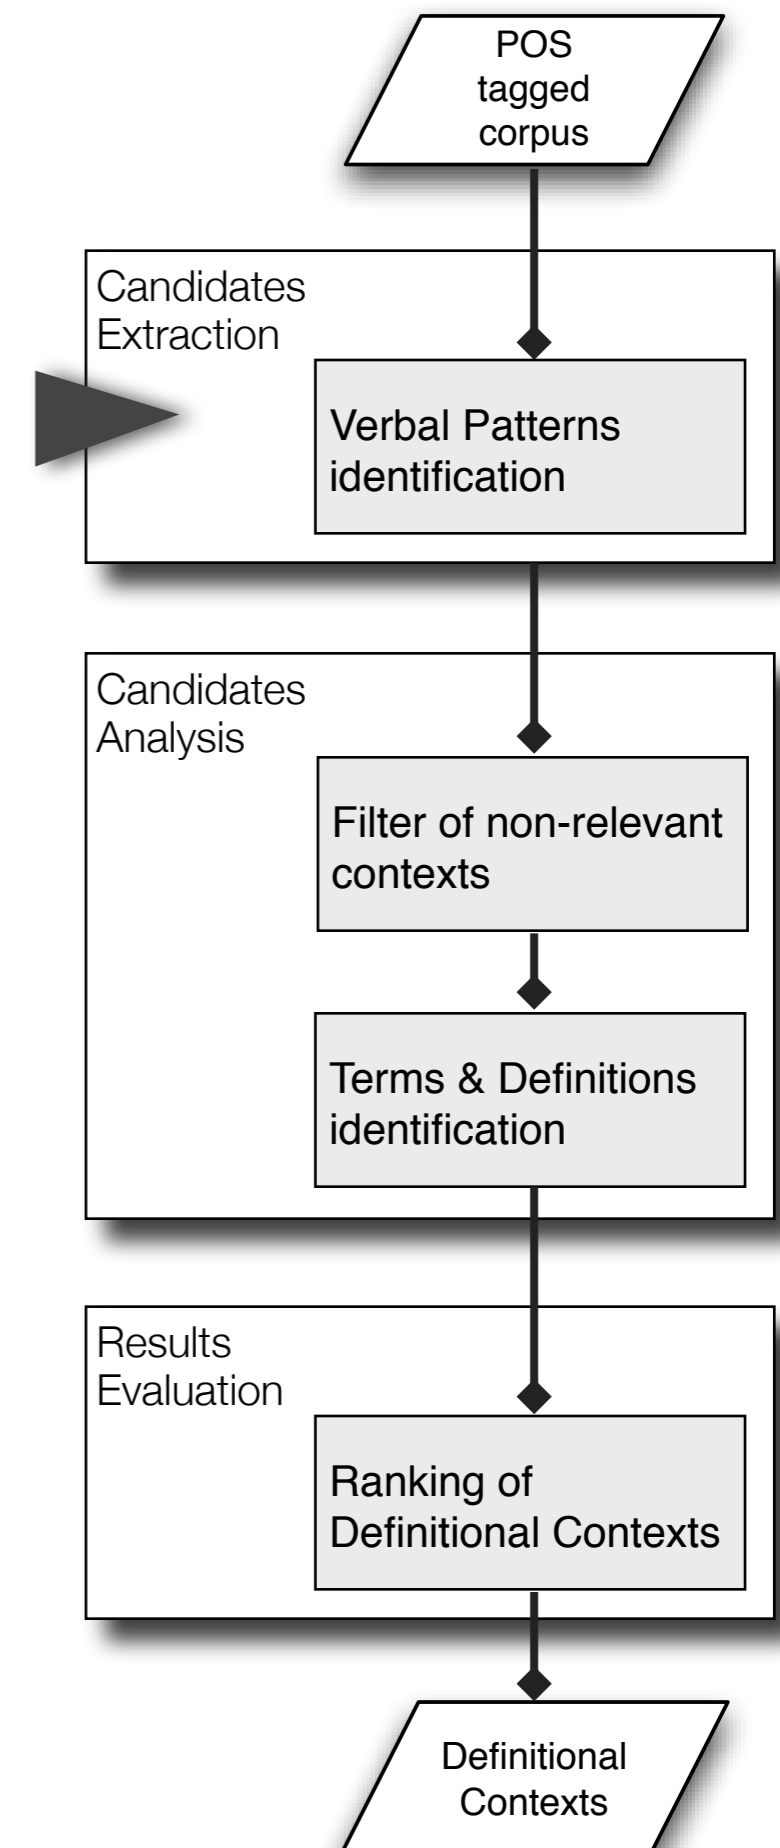 POS
tagged
corpus
Candidates
Extraction
Verbal Patterns
identification
Candidates
Analysis
Filter of non-relevant
contexts
Terms & Definitions
identification
Results
Evaluation
Ranking of
Definitional Contexts
Definitional
Contexts